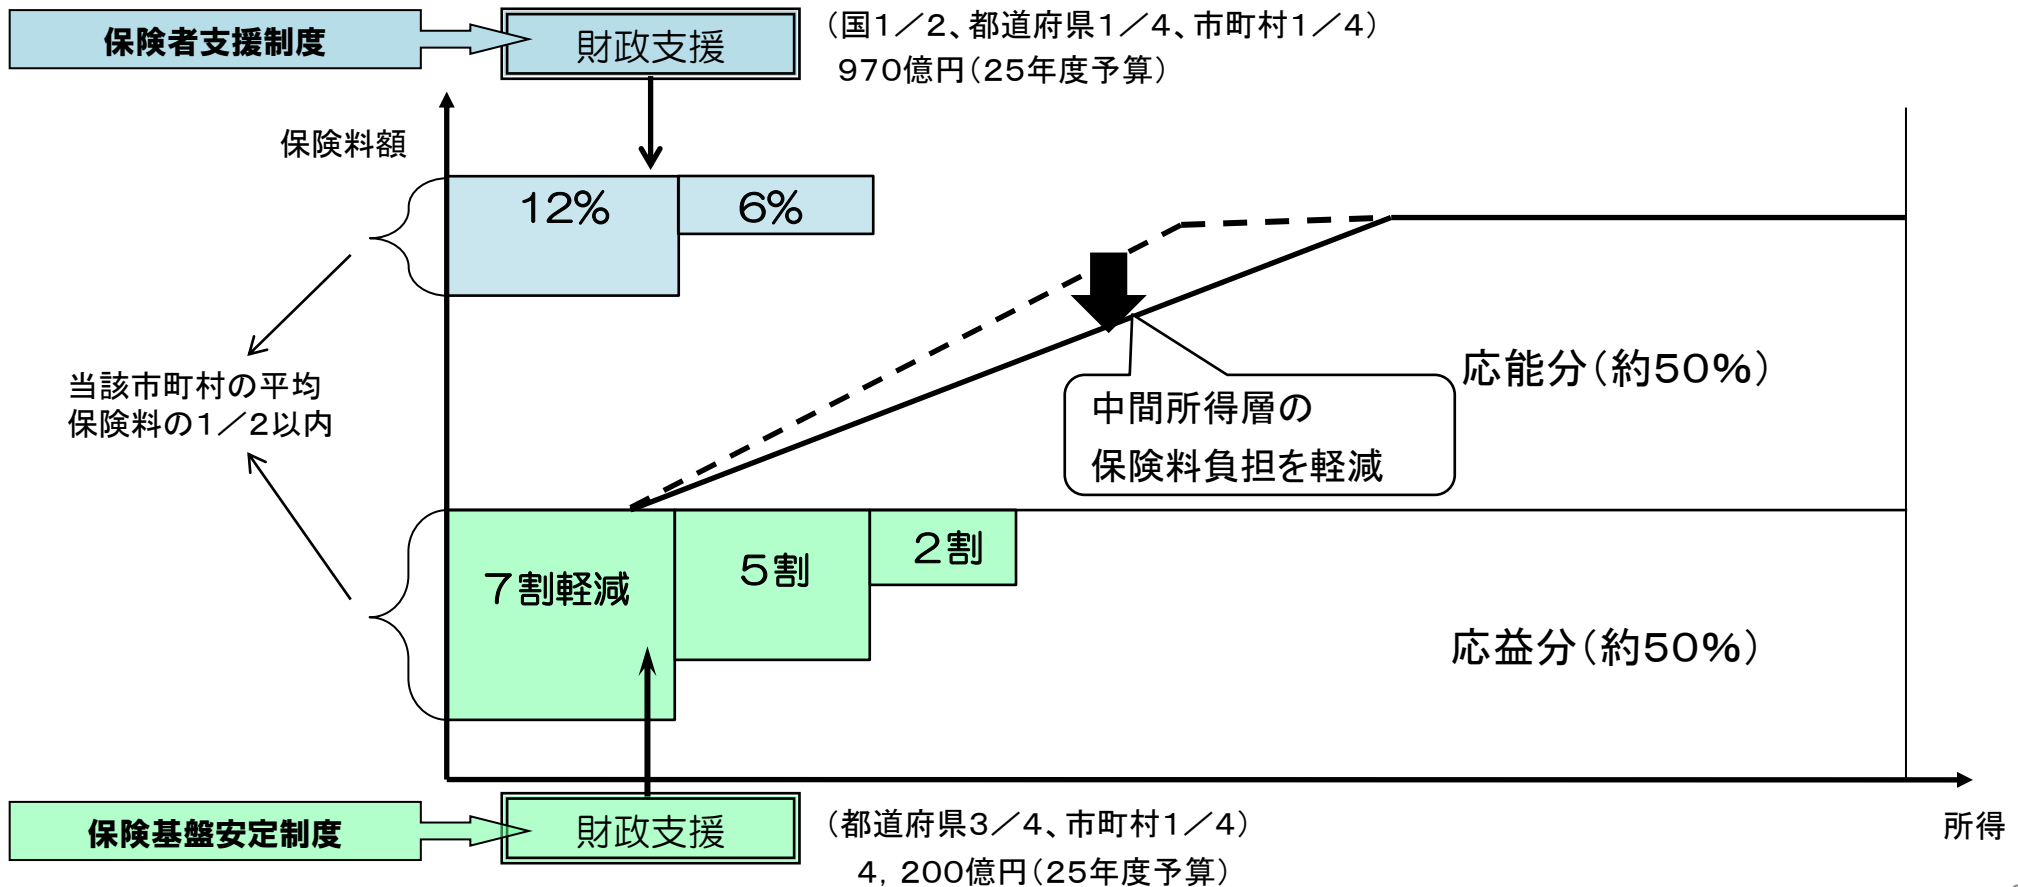 保険者支援制度
財政支援
（国１／２、都道府県１／４、市町村１／４）
９７０億円（２５年度予算）
保険料額
１２％
６％
当該市町村の平均
保険料の１／２以内
応能分（約５０％）
中間所得層の
保険料負担を軽減
７割軽減
５割
２割
応益分（約５０％）
所得
保険基盤安定制度
財政支援
（都道府県３／４、市町村１／４）
４，２００億円（２５年度予算）